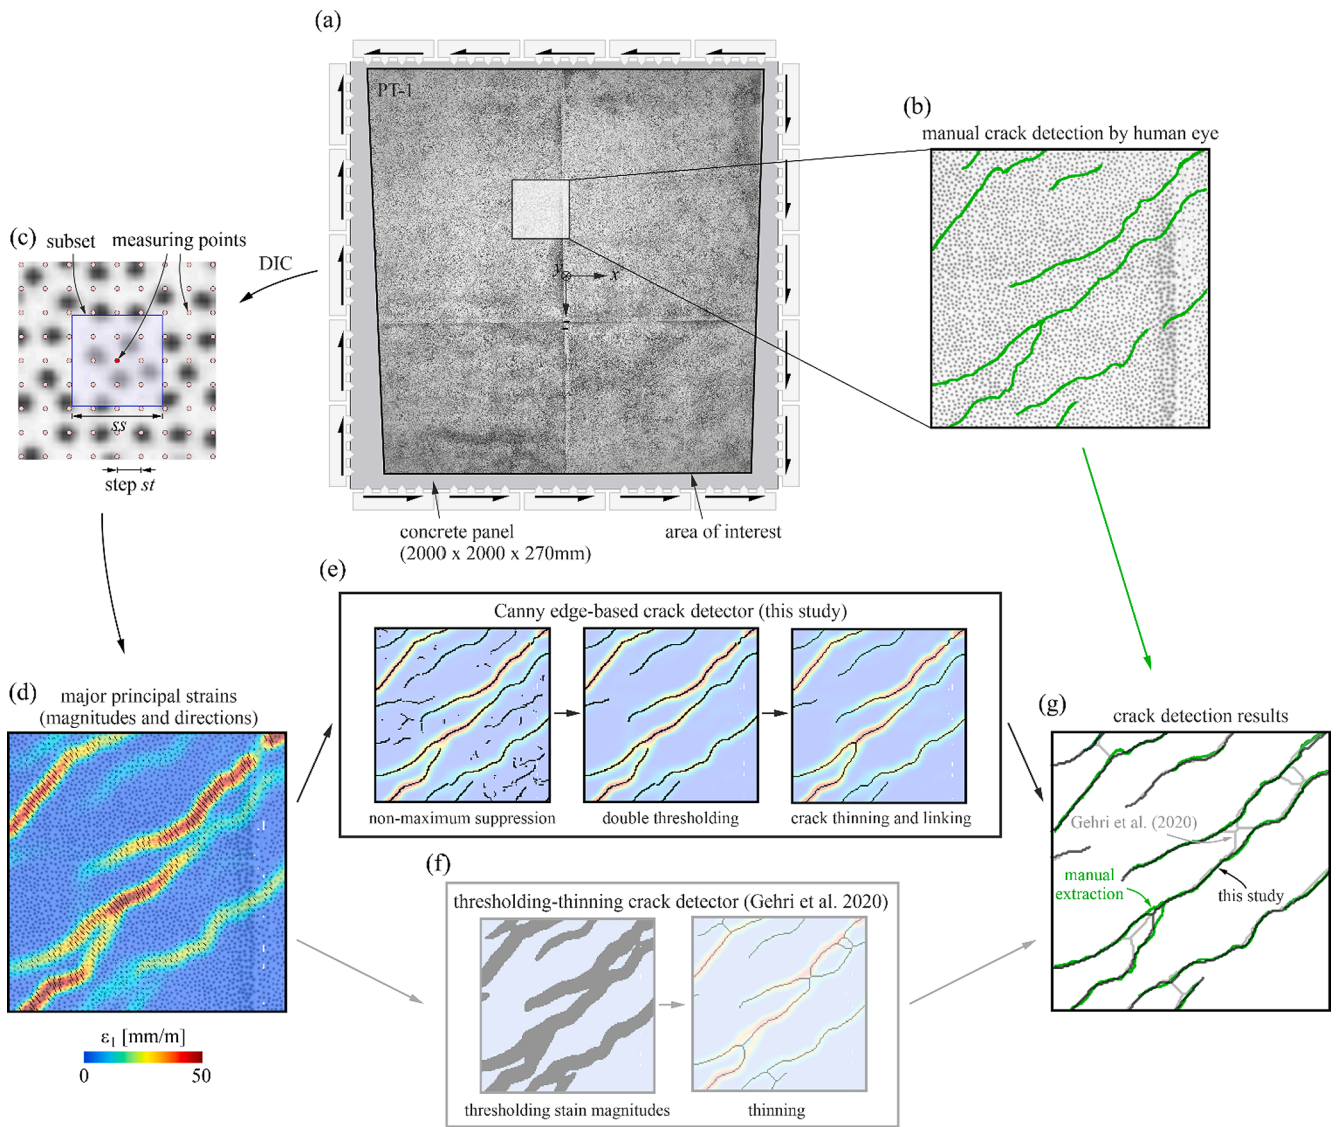 (a)
PT-1
y
x
concrete panel
(2000 x 2000 x 270mm)
area of interest
(b)
manual crack detection by human eye
(c)
subset
measuring points
DIC
ss
step st
(d)
major principal strains
(magnitudes and directions)
ε1 [mm/m]
0
50
(e)
Canny edge-based crack detector (this study)
non-maximum suppression
double thresholding
crack thinning and linking
(f)
thresholding-thinning crack detector (Gehri et al. 2020)
thresholding stain magnitudes
thinning
(g)
crack detection results
Gehri et al. (2020)
manual
extraction
this study